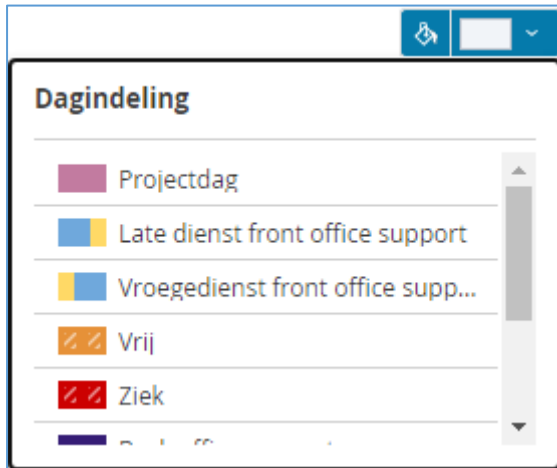 Dagindeling
Projectdag
Late dienst front office support
Vroegedienst front office supp...
Vrij
Ziek